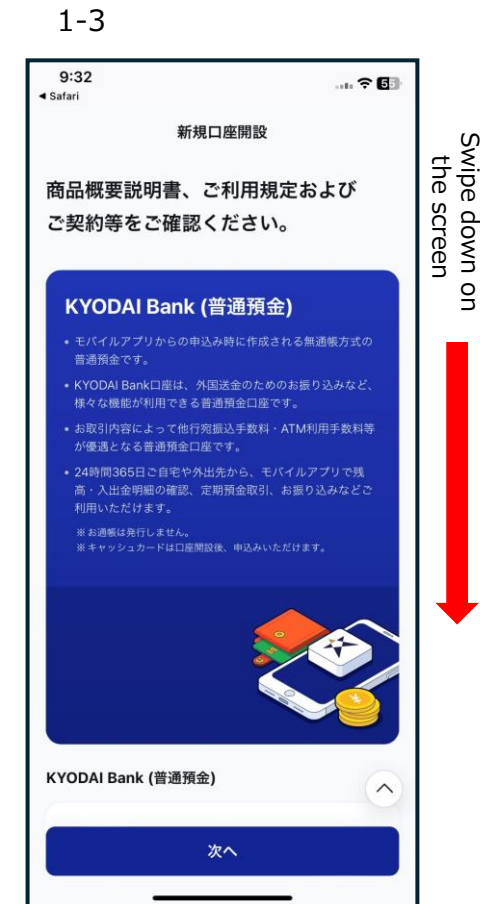 1-3
9:32
◀ Safari
55
新規口座開設
商品概要説明書、ご利用規定および
ご契約等をご確認ください。
KYODAI Bank (普通預金)
• モバイルアプリからの申込み時に作成される無通帳方式の
普通預金です。
• KYODAI Bank口座は、外国送金のためのお振り込みなど、
様々な機能が利用できる普通預金口座です。
• お取引内容によって他行宛振込手数料・ATM利用手数料等
が優遇となる普通預金口座です。
• 24時間365日ご自宅や外出先から、モバイルアプリで残
高・入出金明細の確認、定期預金取引、お振り込みなどご
利用いただけます。
※お通帳は発行しません。
※キャッシュカードは口座開設後、申込みいただけます。
KYODAI Bank (普通預金)
次へ
Swipe down on
the screen